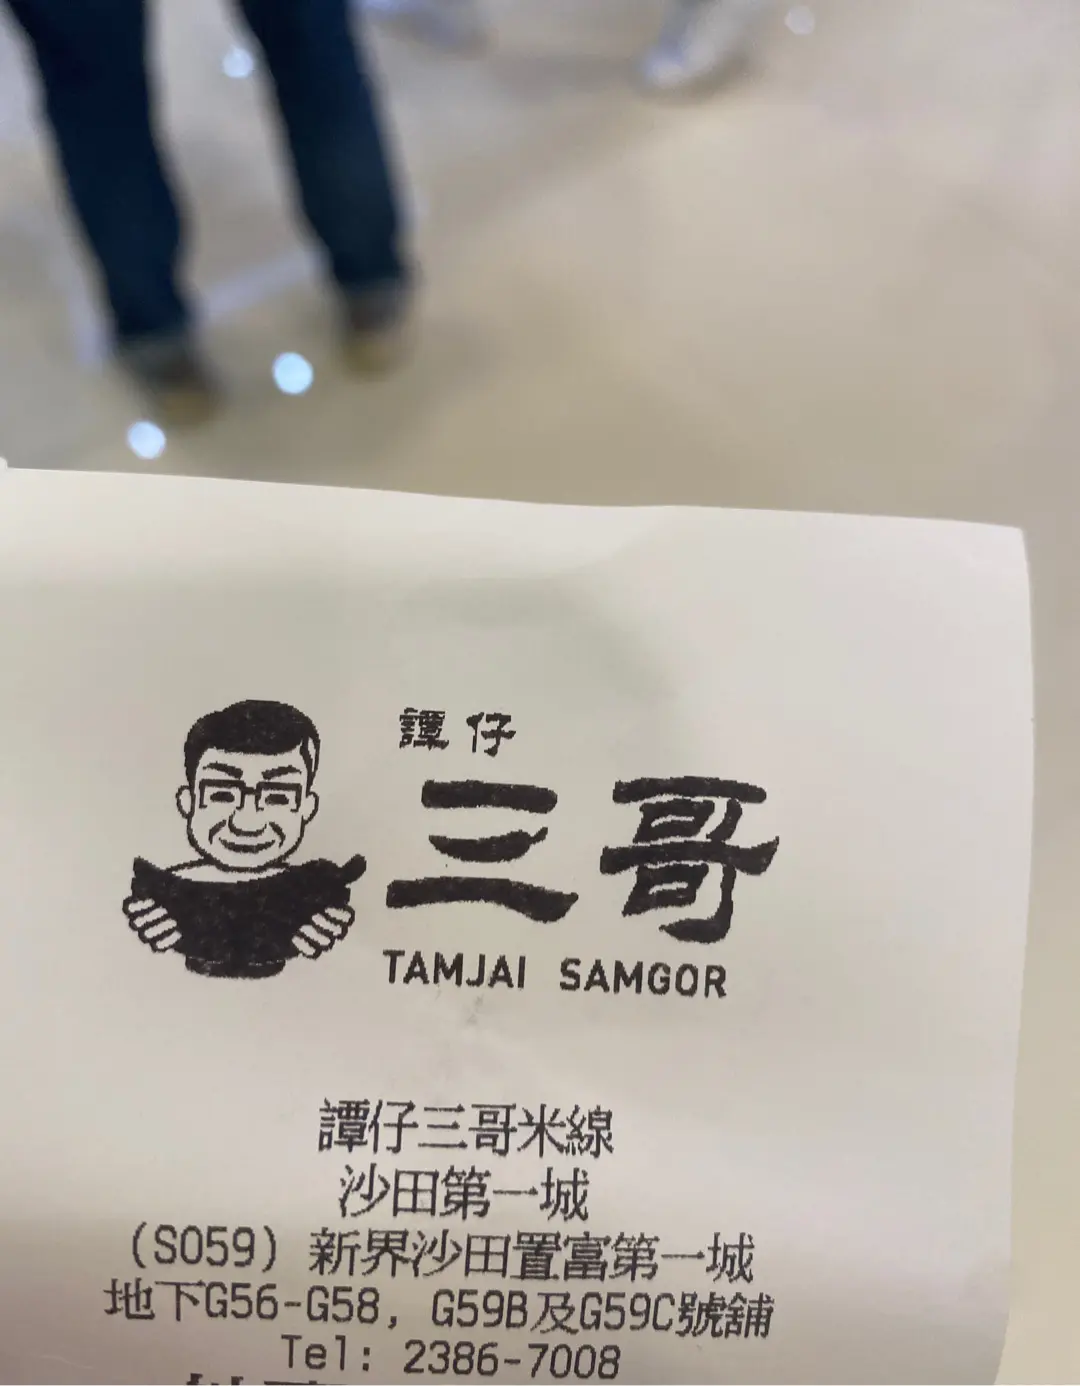 譚仔
三哥
TAMJAI SAMGOR
譚仔三哥米線
沙田第一城
(S059) 新界沙田置富第一城
地下G56-G58, G59B及G59C號舖
Tel: 2386-7008